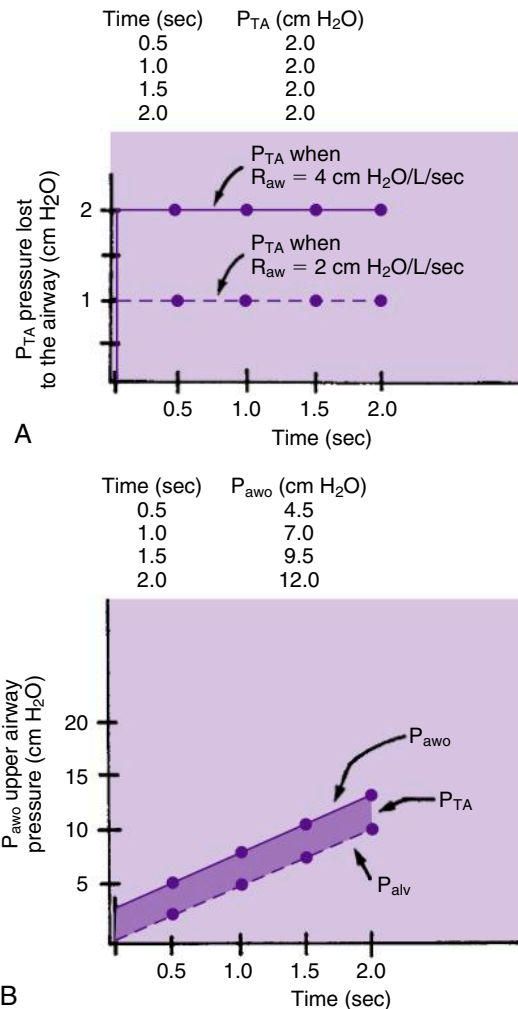 Time (sec) P_TA (cm H₂O)
0.5 2.0
1.0 2.0
1.5 2.0
2.0 2.0
P_TA when
R_aw = 4 cm H₂O/L/sec
P_TA when
R_aw = 2 cm H₂O/L/sec
P_TA pressure lost
to the airway (cm H₂O)
2
1
0.5 1.0 1.5 2.0
Time (sec)
A
Time (sec) P_awo (cm H₂O)
0.5 4.5
1.0 7.0
1.5 9.5
2.0 12.0
P_awo upper airway
pressure (cm H₂O)
20
15
10
5
P_awo
P_TA
P_alv
0.5 1.0 1.5 2.0
Time (sec)
B